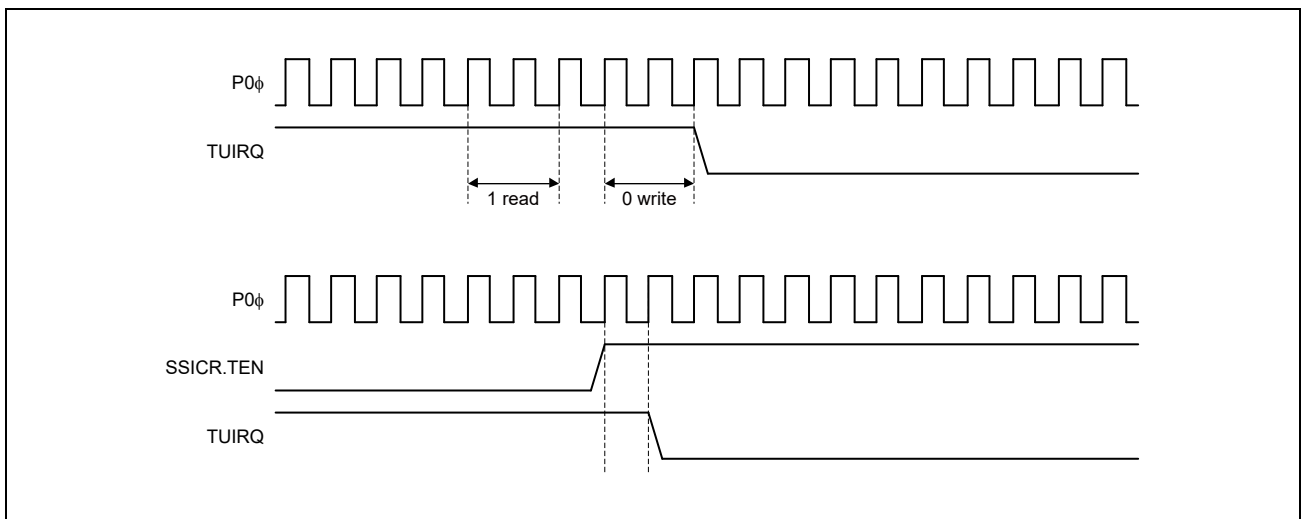 P0ϕ
TUIRQ
1 read 0 write
P0ϕ
SSICR.TEN
TUIRQ